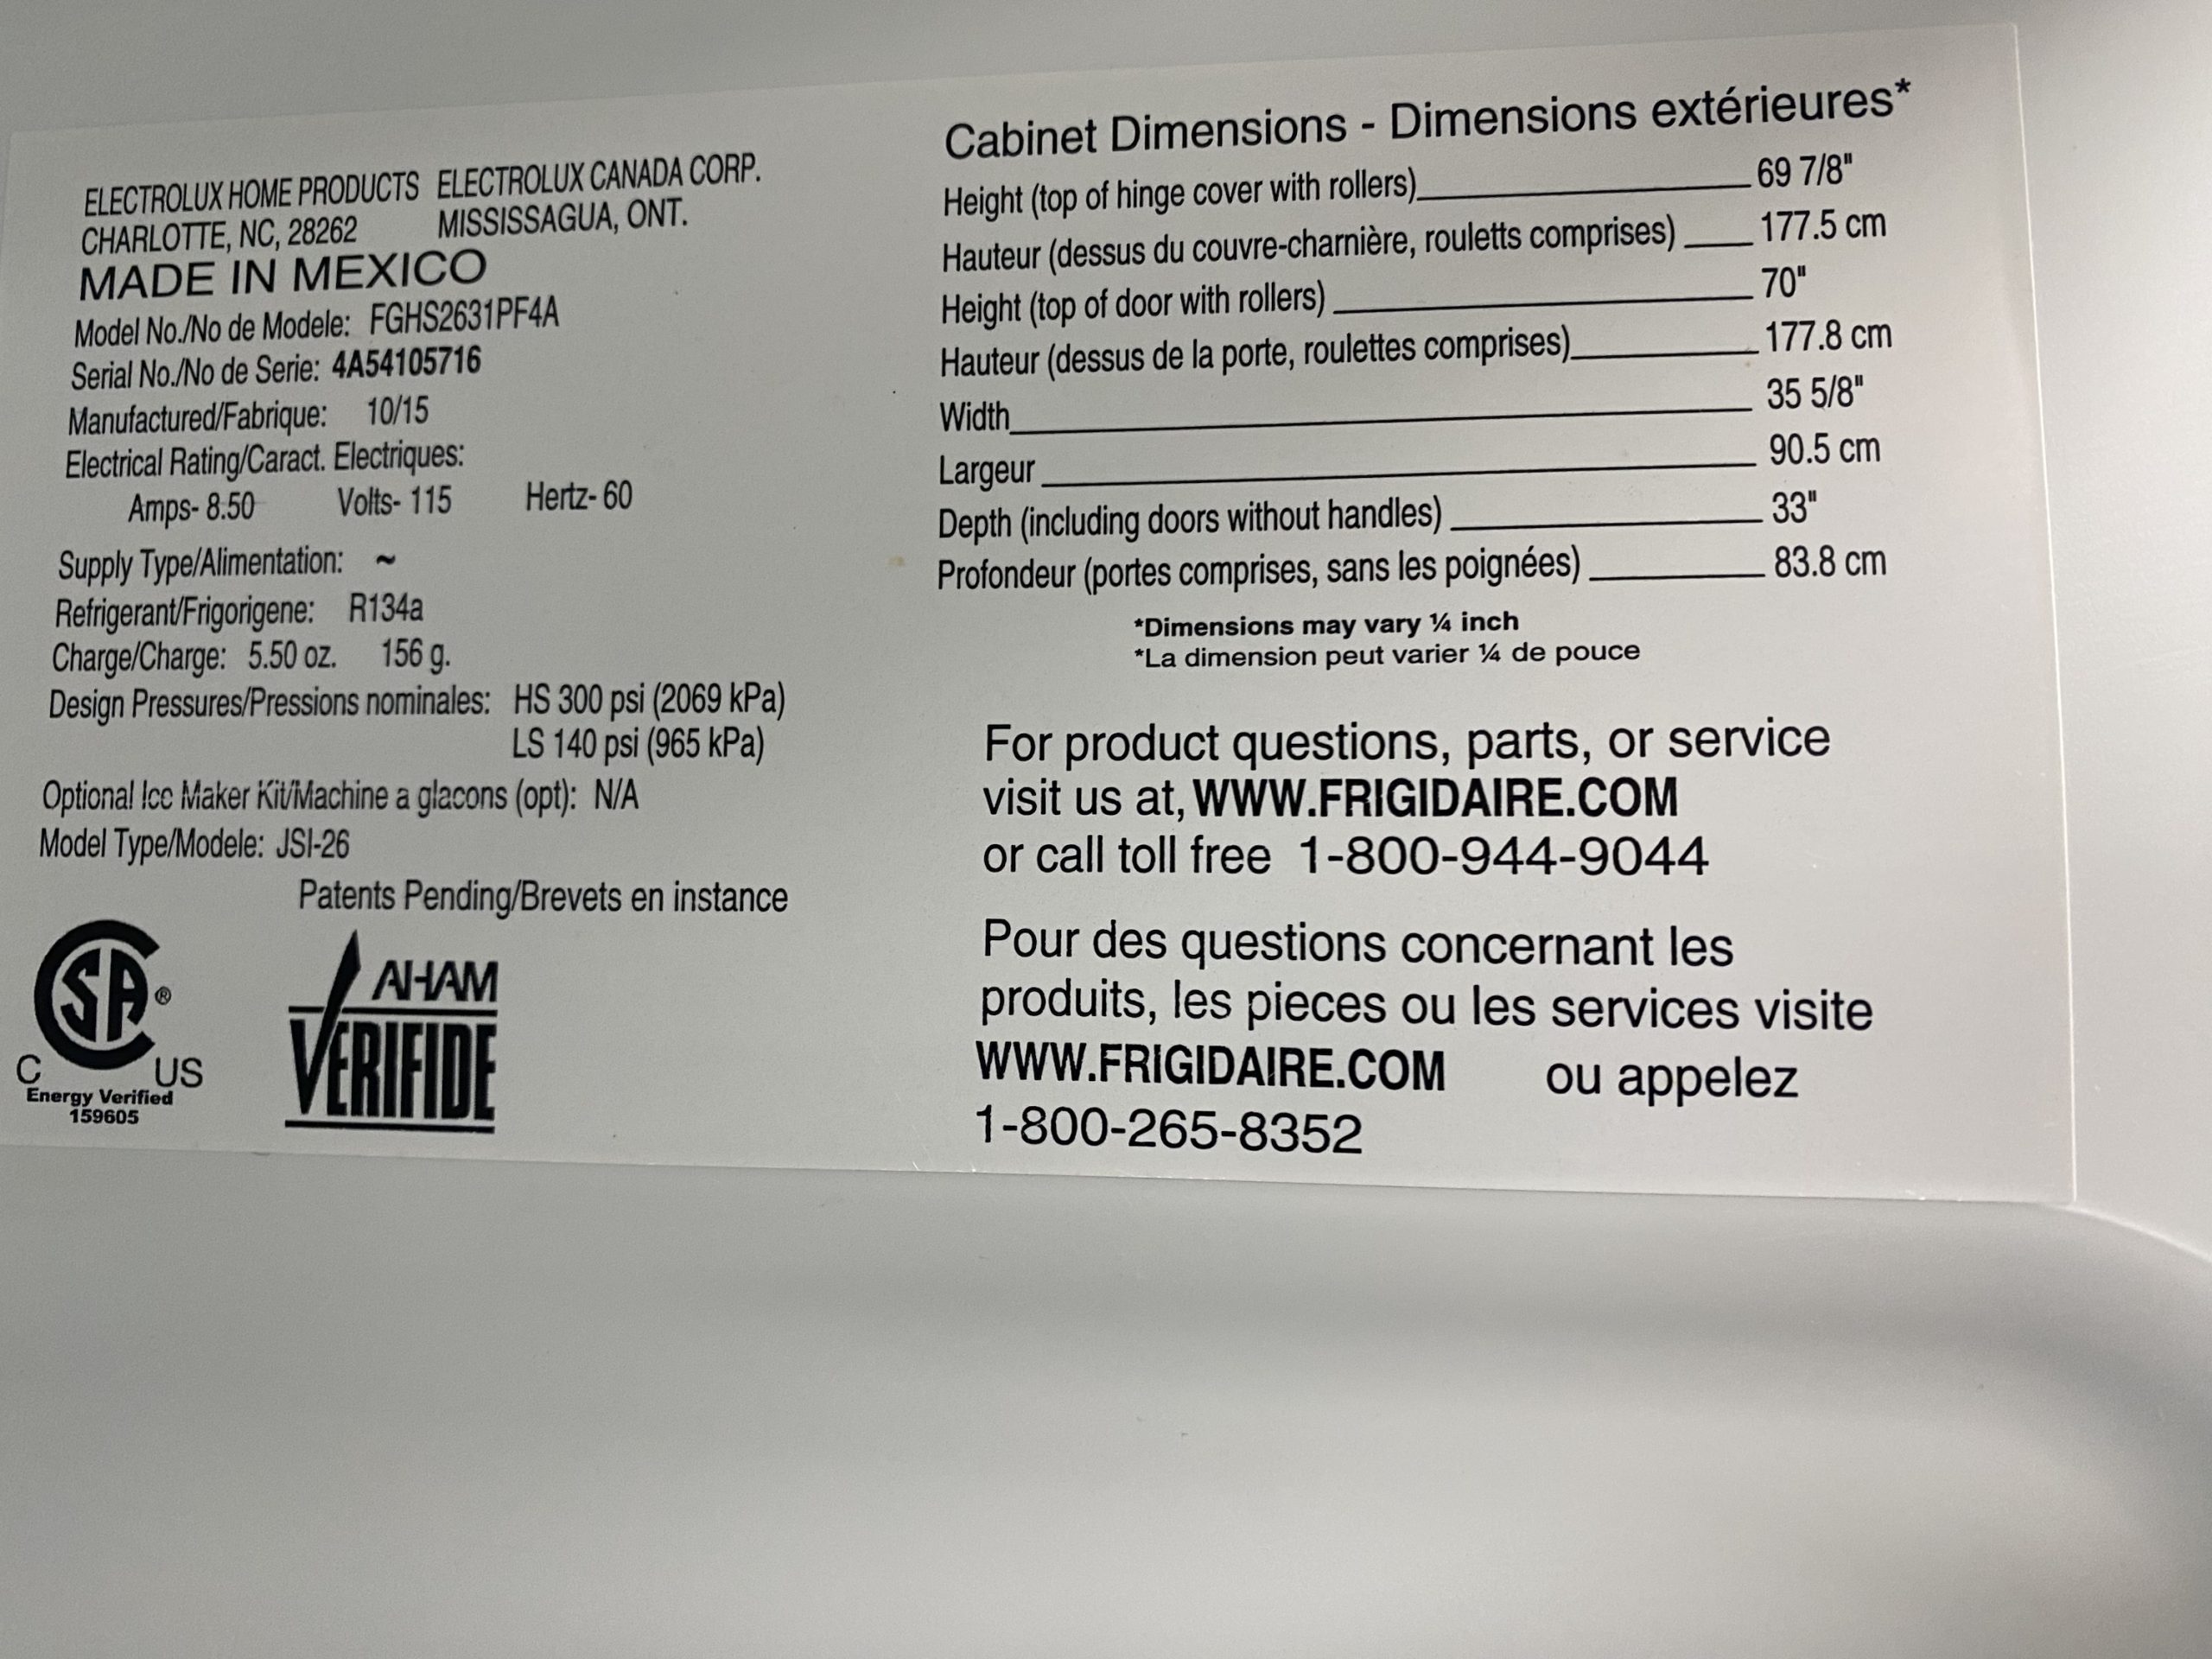 ELECTROLUX HOME PRODUCTS ELECTROLUX CANADA CORP.
CHARLOTTE, NC, 28262 MISSISSAGUA, ONT.
MADE IN MEXICO
Model No./No de Modele: FGHS2631PF4A
Serial No./No de Serie: 4A54105716
Manufactured/Fabrique: 10/15
Electrical Rating/Caract. Electriques:
Amps- 8.50 Volts- 115 Hertz- 60
Supply Type/Alimentation: ~
Refrigerant/Frigorigene: R134a
Charge/Charge: 5.50 oz. 156 g.
Design Pressures/Pressions nominales: HS 300 psi (2069 kPa)
LS 140 psi (965 kPa)
Optional Ice Maker Kit/Machine a glacons (opt): N/A
Model Type/Modele: JSI-26
Patents Pending/Brevets en instance
CSA ®
C US
Energy Verified
159605
AHAM
VERIFIDE
Cabinet Dimensions - Dimensions extérieures*
Height (top of hinge cover with rollers) 69 7/8"
Hauteur (dessus du couvre-charnière, rouletts comprises) 177.5 cm
Height (top of door with rollers) 70"
Hauteur (dessus de la porte, roulettes comprises) 177.8 cm
Width 35 5/8"
Largeur 90.5 cm
Depth (including doors without handles) 33"
Profondeur (portes comprises, sans les poignées) 83.8 cm
*Dimensions may vary ¼ inch
*La dimension peut varier ¼ de pouce
For product questions, parts, or service
visit us at, WWW.FRIGIDAIRE.COM
or call toll free 1-800-944-9044
Pour des questions concernant les
produits, les pieces ou les services visite
WWW.FRIGIDAIRE.COM ou appelez
1-800-265-8352